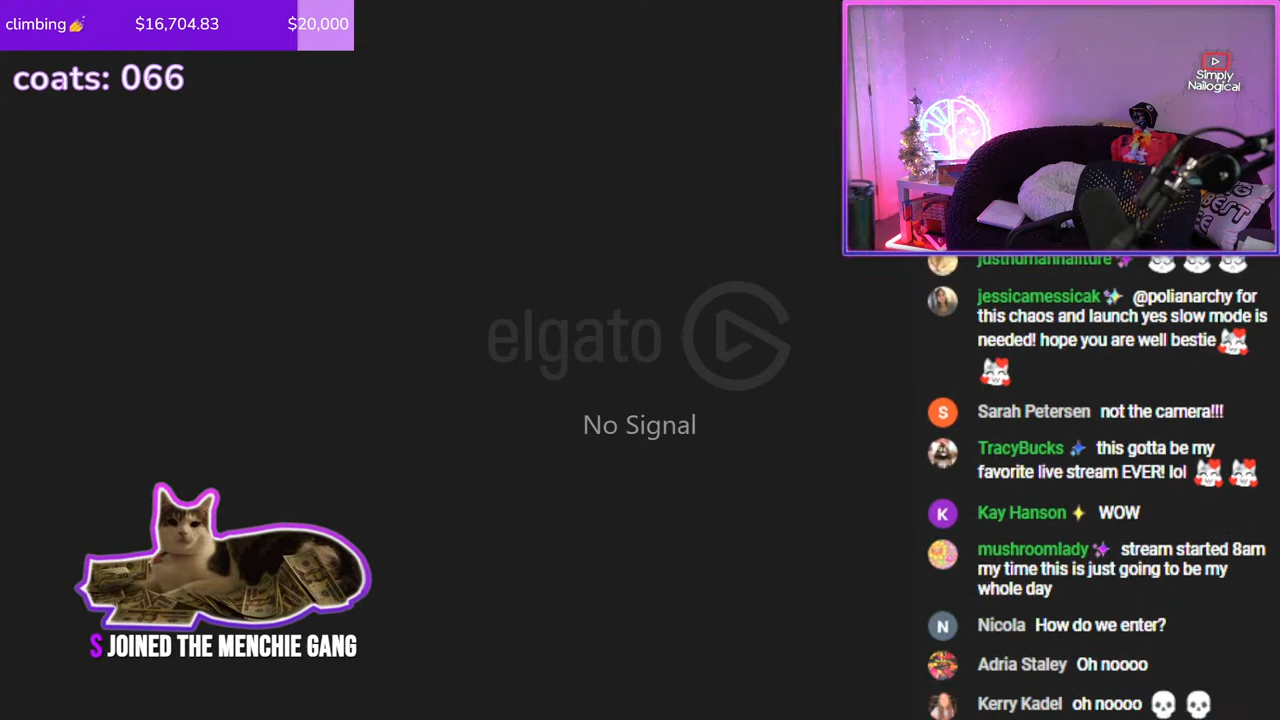 climbing💅 $16,704.83 $20,000
coats: 066
Simply
Nailogical
elgato
No Signal
S JOINED THE MENCHIE GANG
justhumannailture
jessicamessicak @polianarchy for
this chaos and launch yes slow mode is
needed! hope you are well bestie
Sarah Petersen not the camera!!!
TracyBucks this gotta be my
favorite live stream EVER! lol
K Kay Hanson WOW
mushroomlady stream started 8am
my time this is just going to be my
whole day
N Nicola How do we enter?
Adria Staley Oh noooo
Kerry Kadel oh noooo